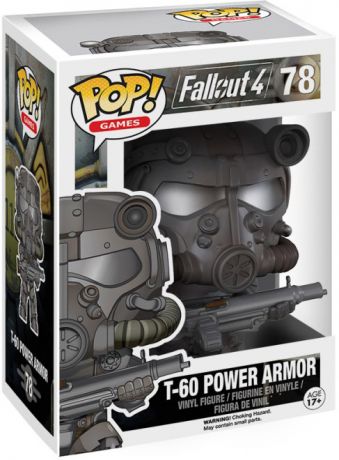 POP!
GAMES
Fallout 4
78
POP!
GAMES
T-60 POWER ARMOR
78
T-60 POWER ARMOR
VINYL FIGURE / FIGURINE EN VINYLE /
FIGURA DE VINIL
WARNING! CHOKING HAZARD.
May contain small parts.
AGE
17+